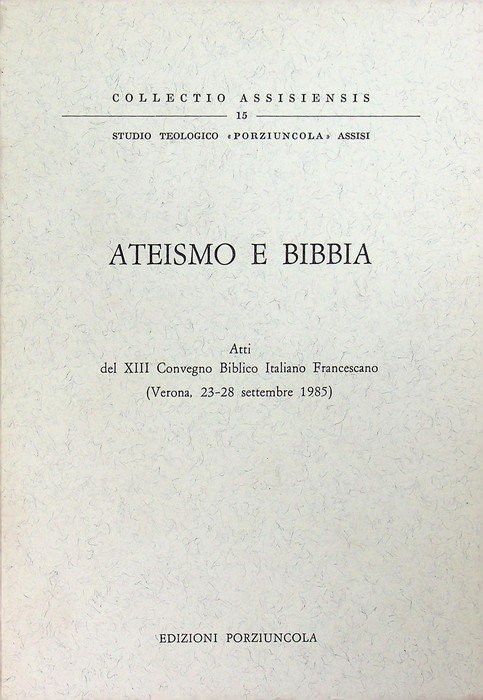 COLLECTIO ASSISIENSIS
15
STUDIO TEOLOGICO «PORZIUNCOLA» ASSISI
ATEISMO E BIBBIA
Atti
del XIII Convegno Biblico Italiano Francescano
(Verona, 23-28 settembre 1985)
EDIZIONI PORZIUNCOLA